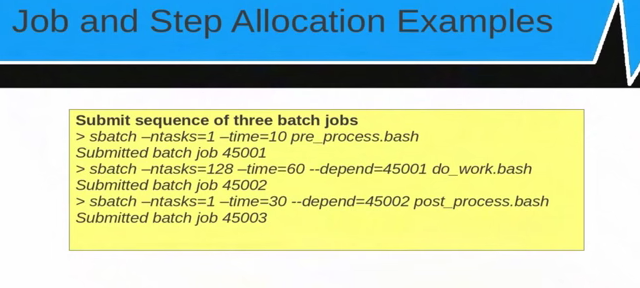 Job and Step Allocation Examples
Submit sequence of three batch jobs
> sbatch –ntasks=1 –time=10 pre_process.bash
Submitted batch job 45001
> sbatch –ntasks=128 –time=60 --depend=45001 do_work.bash
Submitted batch job 45002
> sbatch –ntasks=1 –time=30 --depend=45002 post_process.bash
Submitted batch job 45003